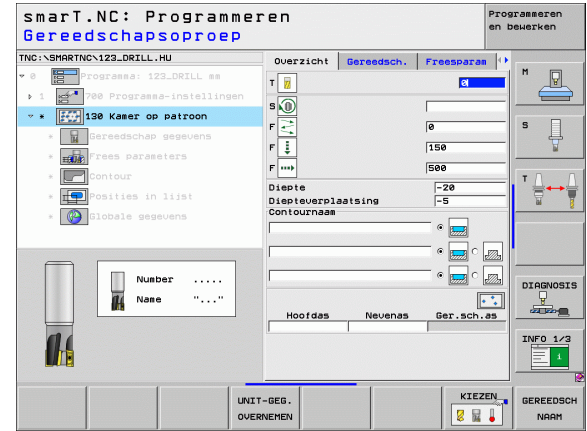 smarT.NC: Programmeren
Gereedschapsoproep
Programmeren
en bewerken
TNC:\SMARTNC\123_DRILL.HU
0 Programma: 123_DRILL mm
1 700 Programma-instellingen
* 130 Kamer op patroon
* Gereedschap gegevens
* Frees parameters
* Contour
* Posities in lijst
* Globale gegevens
Number .....
Name "..."
Overzicht Gereedsch. Freesparam
T 0
S
F 0
F 150
F 500
Diepte -20
Diepteverplaatsing -5
Contournaam
Hoofdas Nevenas Ger.sch.as
M
S
T
DIAGNOSIS
INFO 1/3
UNIT-GEG.
OVERNEMEN
KIEZEN
GEREEDSCH
NAAM